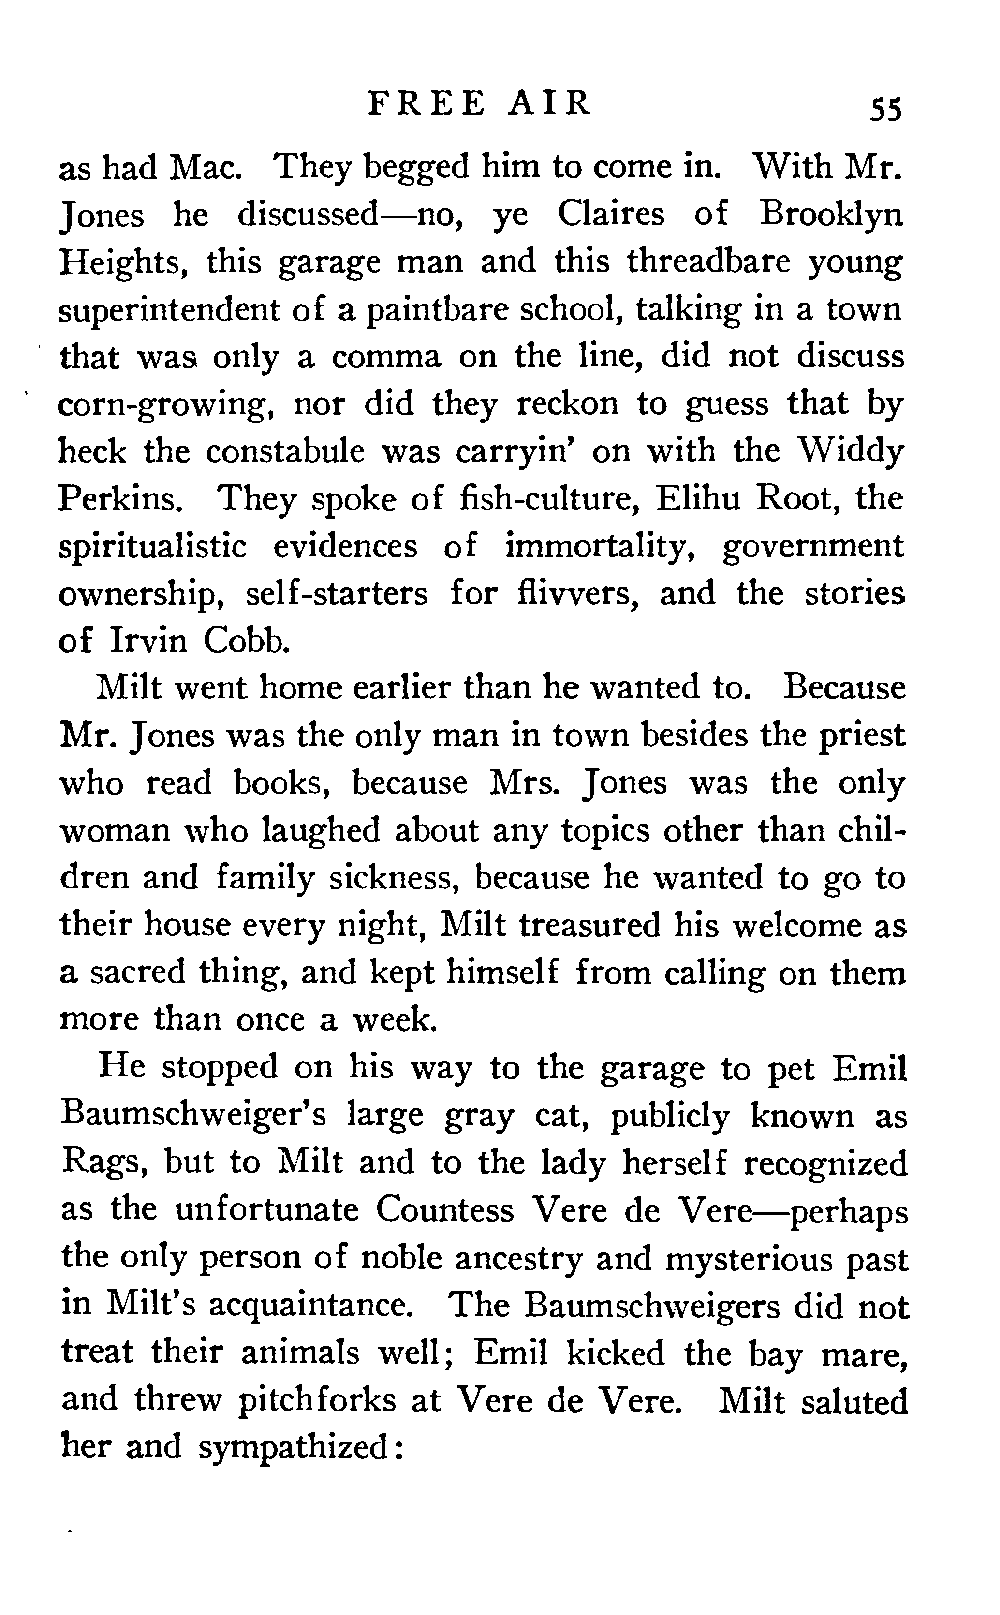 FREE AIR 55
as had Mac. They begged him to come in. With Mr.
Jones he discussed—no, ye Claires of Brooklyn
Heights, this garage man and this threadbare young
superintendent of a paintbare school, talking in a town
that was only a comma on the line, did not discuss
corn-growing, nor did they reckon to guess that by
heck the constabule was carryin' on with the Widdy
Perkins. They spoke of fish-culture, Elihu Root, the
spiritualistic evidences of immortality, government
ownership, self-starters for flivvers, and the stories
of Irvin Cobb.
Milt went home earlier than he wanted to. Because
Mr. Jones was the only man in town besides the priest
who read books, because Mrs. Jones was the only
woman who laughed about any topics other than chil-
dren and family sickness, because he wanted to go to
their house every night, Milt treasured his welcome as
a sacred thing, and kept himself from calling on them
more than once a week.
He stopped on his way to the garage to pet Emil
Baumschweiger's large gray cat, publicly known as
Rags, but to Milt and to the lady herself recognized
as the unfortunate Countess Vere de Vere—perhaps
the only person of noble ancestry and mysterious past
in Milt's acquaintance. The Baumschweigers did not
treat their animals well; Emil kicked the bay mare,
and threw pitchforks at Vere de Vere. Milt saluted
her and sympathized: